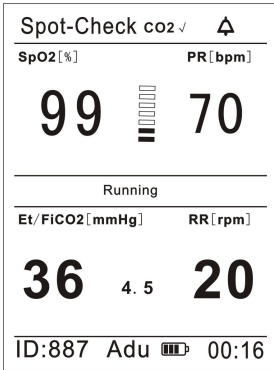 Spot-Check CO2 √
SpO2[%] PR[bpm]
99 70
Running
Et/FiCO2[mmHg] RR[rpm]
36 4.5 20
ID:887 Adu 00:16